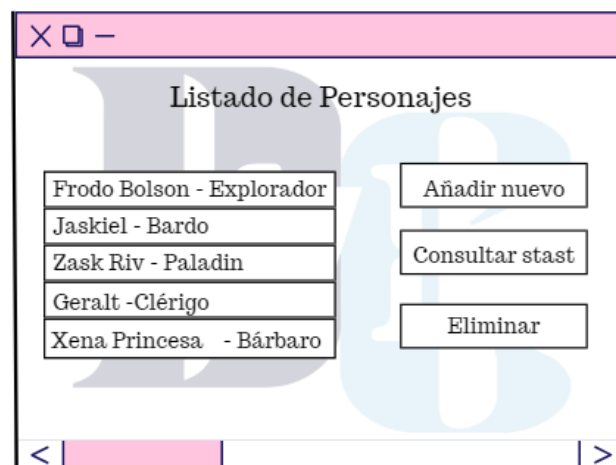 Listado de Personajes
Frodo Bolson - Explorador
Jaskiel - Bardo
Zask Riv - Paladin
Geralt -Clérigo
Xena Princesa - Bárbaro
Añadir nuevo
Consultar stast
Eliminar